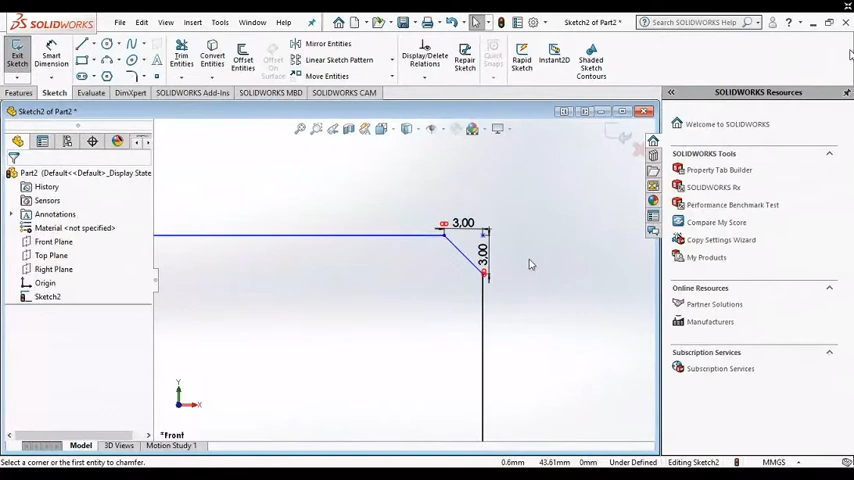 SOLIDWORKS File Edit View Insert Tools Window Help Sketch2 of Part2 * Search SOLIDWORKS Help
Exit Sketch
Smart Dimension
Trim Entities
Convert Entities
Offset Entities
Offset On Surface
Mirror Entities
Linear Sketch Pattern
Move Entities
Display/Delete Relations
Repair Sketch
Quick Snaps
Rapid Sketch
Instant2D
Shaded Sketch Contours
Features Sketch Evaluate DimXpert SOLIDWORKS Add-Ins SOLIDWORKS MBD SOLIDWORKS CAM
SOLIDWORKS Resources
Sketch2 of Part2 *
Part2 (Default<<Default>_Display State
History
Sensors
Annotations
Material <not specified>
Front Plane
Top Plane
Right Plane
Origin
Sketch2
3,00
3,00
Y
X
*Front
Welcome to SOLIDWORKS
SOLIDWORKS Tools
Property Tab Builder
SOLIDWORKS Rx
Performance Benchmark Test
Compare My Score
Copy Settings Wizard
My Products
Online Resources
Partner Solutions
Manufacturers
Subscription Services
Subscription Services
Model 3D Views Motion Study 1
Select a corner or the first entity to chamfer. 0.6mm 43.61mm 0mm Under Defined Editing Sketch2 MMGS